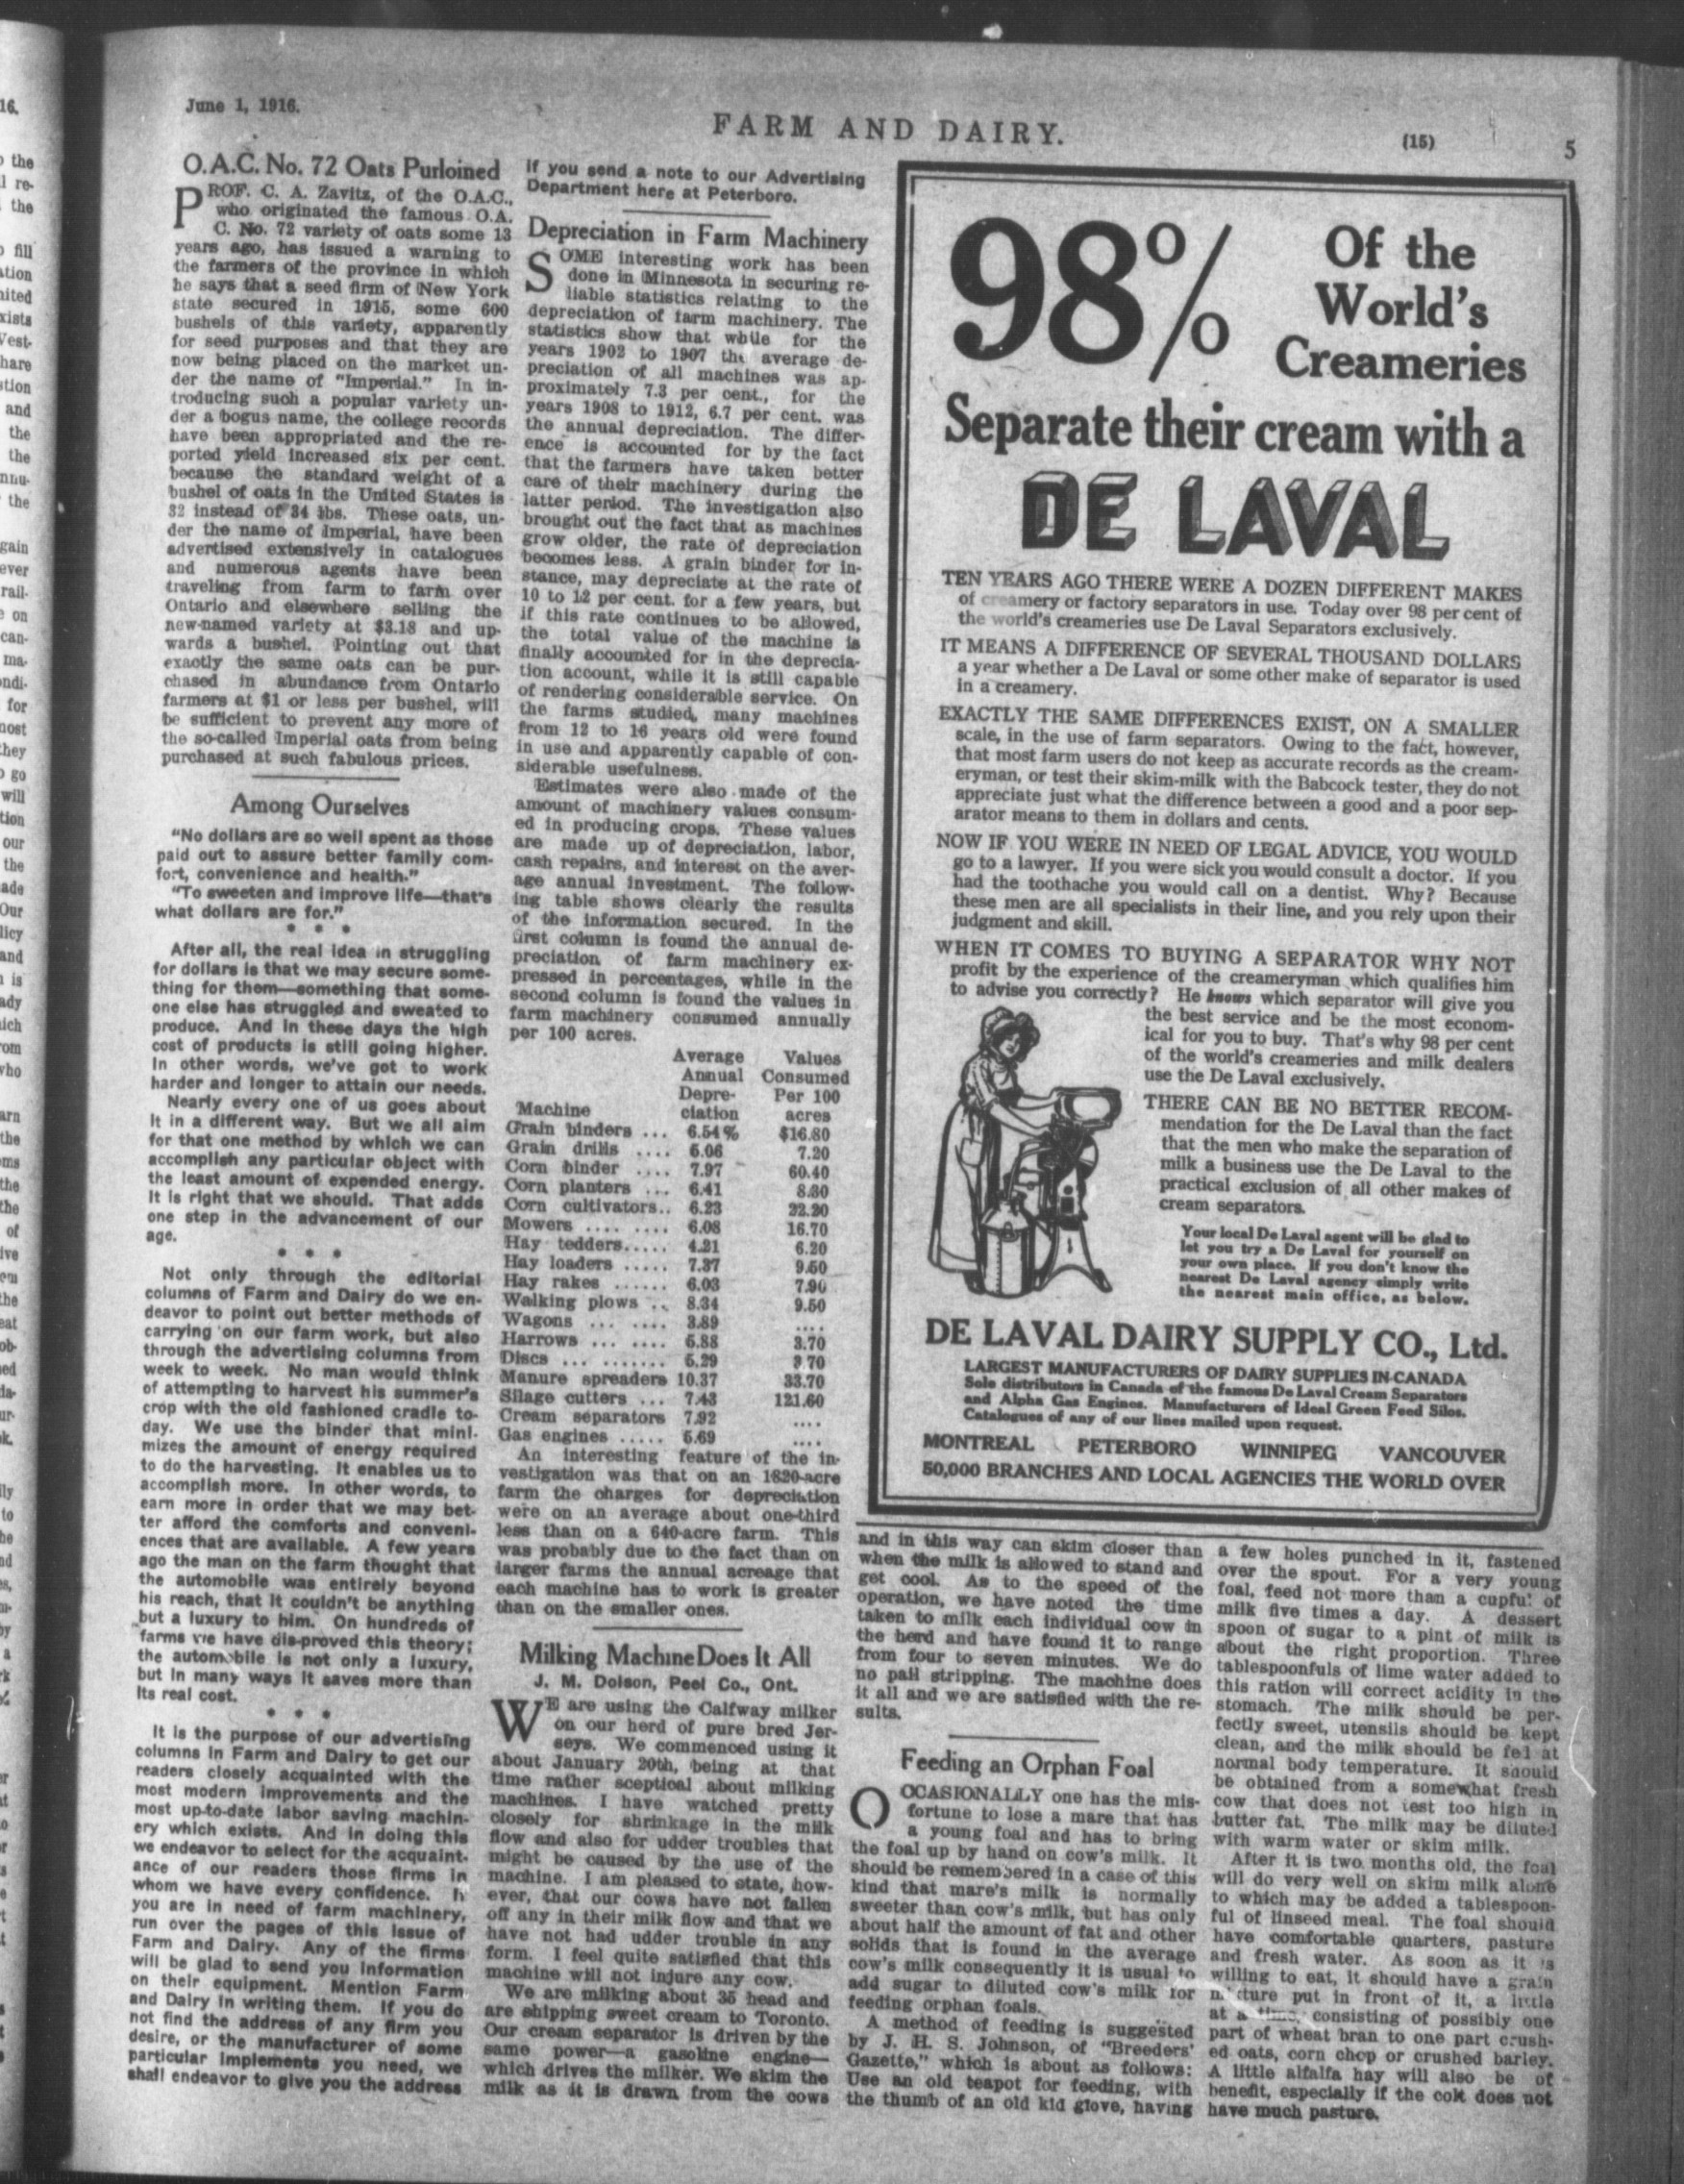 June 1, 1916.
FARM AND DAIRY.
(15)
5
O.A.C. No. 72 Oats Purloined
PROF. C. A. Zavitz, of the O.A.C.,
who originated the famous O.A.
C. No. 72 variety of oats some 13
years ago, has issued a warning to
the farmers of the province in which
he says that a seed firm of New York
state secured in 1915, some 600
bushels of this variety, apparently
for seed purposes and that they are
now being placed on the market un-
der the name of "Imperial." In in-
troducing such a popular variety un-
der a bogus name, the college records
have been appropriated and the re-
ported yield increased six per cent.
because the standard weight of a
bushel of oats in the United States is
32 instead of 34 lbs. These oats, un-
der the name of Imperial, have been
advertised extensively in catalogues
and numerous agents have been
traveling from farm to farm over
Ontario and elsewhere selling the
new-named variety at $3.18 and up-
wards a bushel. Pointing out that
exactly the same oats can be pur-
chased in abundance from Ontario
farmers at $1 or less per bushel, will
be sufficient to prevent any more of
the so-called Imperial oats from being
purchased at such fabulous prices.
Among Ourselves
"No dollars are so well spent as those
paid out to assure better family com-
fort, convenience and health."
"To sweeten and improve life—that's
what dollars are for."
* * *
After all, the real idea in struggling
for dollars is that we may secure some-
thing for them—something that some-
one else has struggled and sweated to
produce. And in these days the high
cost of products is still going higher.
In other words, we've got to work
harder and longer to attain our needs.
Nearly every one of us goes about
it in a different way. But we all aim
for that one method by which we can
accomplish any particular object with
the least amount of expended energy.
It is right that we should. That adds
one step in the advancement of our
age.
* * *
Not only through the editorial
columns of Farm and Dairy do we en-
deavor to point out better methods of
carrying on our farm work, but also
through the advertising columns from
week to week. No man would think
of attempting to harvest his summer's
crop with the old fashioned cradle to-
day. We use the binder that mini-
mizes the amount of energy required
to do the harvesting. It enables us to
accomplish more. In other words, to
earn more in order that we may bet-
ter afford the comforts and conveni-
ences that are available. A few years
ago the man on the farm thought that
the automobile was entirely beyond
his reach, that it couldn't be anything
but a luxury to him. On hundreds of
farms we have dis-proved this theory;
the automobile is not only a luxury,
but in many ways it saves more than
its real cost.
* * *
It is the purpose of our advertising
columns in Farm and Dairy to get our
readers closely acquainted with the
most modern improvements and the
most up-to-date labor saving machin-
ery which exists. And in doing this
we endeavor to select for the acquaint-
ance of our readers those firms in
whom we have every confidence. If
you are in need of farm machinery,
run over the pages of this issue of
Farm and Dairy. Any of the firms
will be glad to send you information
on their equipment. Mention Farm
and Dairy in writing them. If you do
not find the address of any firm you
desire, or the manufacturer of some
particular implements you need, we
shall endeavor to give you the address
if you send a note to our Advertising
Department here at Peterboro.
Depreciation in Farm Machinery
SOME interesting work has been
done in Minnesota in securing re-
liable statistics relating to the
depreciation of farm machinery. The
statistics show that while for the
years 1902 to 1907 the average de-
preciation of all machines was ap-
proximately 7.3 per cent., for the
years 1908 to 1912, 6.7 per cent. was
the annual depreciation. The differ-
ence is accounted for by the fact
that the farmers have taken better
care of their machinery during the
latter period. The investigation also
brought out the fact that as machines
grow older, the rate of depreciation
becomes less. A grain binder for in-
stance, may depreciate at the rate of
10 to 12 per cent. for a few years, but
if this rate continues to be allowed,
the total value of the machine is
finally accounted for in the deprecia-
tion account, while it is still capable
of rendering considerable service. On
the farms studied, many machines
from 12 to 16 years old were found
in use and apparently capable of con-
siderable usefulness.
Estimates were also made of the
amount of machinery values consum-
ed in producing crops. These values
are made up of depreciation, labor,
cash repairs, and interest on the aver-
age annual investment. The follow-
ing table shows clearly the results
of the information secured. In the
first column is found the annual de-
preciation of farm machinery ex-
pressed in percentages, while in the
second column is found the values in
farm machinery consumed annually
per 100 acres.
Average Values
Annual Consumed
Depre- Per 100
Machine ciation acres
Grain binders ... 6.54% $16.80
Grain drills .... 5.06 7.20
Corn binder .... 7.97 60.40
Corn planters ... 6.41 8.30
Corn cultivators.. 6.23 22.20
Mowers .... .... 6.08 16.70
Hay tedders..... 4.21 6.20
Hay loaders ..... 7.37 9.50
Hay rakes ...... 6.03 7.90
Walking plows .. 8.34 9.50
Wagons ... .... 3.89 ....
Harrows ... .... 5.88 3.70
Discs ... ....... 5.29 3.70
Manure spreaders 10.37 33.70
Silage cutters ... 7.43 121.60
Cream separators 7.92 ....
Gas engines ..... 5.69 ....
An interesting feature of the in-
vestigation was that on an 1820-acre
farm the charges for depreciation
were on an average about one-third
less than on a 640-acre farm. This
was probably due to the fact than on
larger farms the annual acreage that
each machine has to work is greater
than on the smaller ones.
Milking Machine Does It All
J. M. Dolson, Peel Co., Ont.
WE are using the Calfway milker
on our herd of pure bred Jer-
seys. We commenced using it
about January 20th, being at that
time rather sceptical about milking
machines. I have watched pretty
closely for shrinkage in the milk
flow and also for udder troubles that
might be caused by the use of the
machine. I am pleased to state, how-
ever, that our cows have not fallen
off any in their milk flow and that we
have not had udder trouble in any
form. I feel quite satisfied that this
machine will not injure any cow.
We are milking about 35 head and
are shipping sweet cream to Toronto.
Our cream separator is driven by the
same power—a gasoline engine—
which drives the milker. We skim the
milk as it is drawn from the cows
98% Of the
World's
Creameries
Separate their cream with a
DE LAVAL
TEN YEARS AGO THERE WERE A DOZEN DIFFERENT MAKES
of creamery or factory separators in use. Today over 98 per cent of
the world's creameries use De Laval Separators exclusively.
IT MEANS A DIFFERENCE OF SEVERAL THOUSAND DOLLARS
a year whether a De Laval or some other make of separator is used
in a creamery.
EXACTLY THE SAME DIFFERENCES EXIST, ON A SMALLER
scale, in the use of farm separators. Owing to the fact, however,
that most farm users do not keep as accurate records as the cream-
eryman, or test their skim-milk with the Babcock tester, they do not
appreciate just what the difference between a good and a poor sep-
arator means to them in dollars and cents.
NOW IF YOU WERE IN NEED OF LEGAL ADVICE, YOU WOULD
go to a lawyer. If you were sick you would consult a doctor. If you
had the toothache you would call on a dentist. Why? Because
these men are all specialists in their line, and you rely upon their
judgment and skill.
WHEN IT COMES TO BUYING A SEPARATOR WHY NOT
profit by the experience of the creameryman which qualifies him
to advise you correctly? He knows which separator will give you
the best service and be the most econom-
ical for you to buy. That's why 98 per cent
of the world's creameries and milk dealers
use the De Laval exclusively.
THERE CAN BE NO BETTER RECOM-
mendation for the De Laval than the fact
that the men who make the separation of
milk a business use the De Laval to the
practical exclusion of all other makes of
cream separators.
Your local De Laval agent will be glad to
let you try a De Laval for yourself on
your own place. If you don't know the
nearest De Laval agency simply write
the nearest main office, as below.
DE LAVAL DAIRY SUPPLY CO., Ltd.
LARGEST MANUFACTURERS OF DAIRY SUPPLIES IN CANADA
Sole distributors in Canada of the famous De Laval Cream Separators
and Alpha Gas Engines. Manufacturers of Ideal Green Feed Silos.
Catalogues of any of our lines mailed upon request.
MONTREAL PETERBORO WINNIPEG VANCOUVER
50,000 BRANCHES AND LOCAL AGENCIES THE WORLD OVER
and in this way can skim closer than
when the milk is allowed to stand and
get cool. As to the speed of the
operation, we have noted the time
taken to milk each individual cow in
the herd and have found it to range
from four to seven minutes. We do
no pail stripping. The machine does
it all and we are satisfied with the re-
sults.
Feeding an Orphan Foal
OCASIONALLY one has the mis-
fortune to lose a mare that has
a young foal and has to bring
the foal up by hand on cow's milk. It
should be remembered in a case of this
kind that mare's milk is normally
sweeter than cow's milk, but has only
about half the amount of fat and other
solids that is found in the average
cow's milk consequently it is usual to
add sugar to diluted cow's milk for
feeding orphan foals.
A method of feeding is suggested
by J. H. S. Johnson, of "Breeders'
Gazette," which is about as follows:
Use an old teapot for feeding, with
the thumb of an old kid glove, having
a few holes punched in it, fastened
over the spout. For a very young
foal, feed not more than a cupful of
milk five times a day. A dessert
spoon of sugar to a pint of milk is
about the right proportion. Three
tablespoonfuls of lime water added to
this ration will correct acidity in the
stomach. The milk should be per-
fectly sweet, utensils should be kept
clean, and the milk should be fed at
normal body temperature. It should
be obtained from a somewhat fresh
cow that does not test too high in
butter fat. The milk may be diluted
with warm water or skim milk.
After it is two months old, the foal
will do very well on skim milk alone
to which may be added a tablespoon-
ful of linseed meal. The foal should
have comfortable quarters, pasture
and fresh water. As soon as it is
willing to eat, it should have a grain
mixture put in front of it, a little
at a time, consisting of possibly one
part of wheat bran to one part crush-
ed oats, corn chop or crushed barley.
A little alfalfa hay will also be of
benefit, especially if the colt does not
have much pasture.